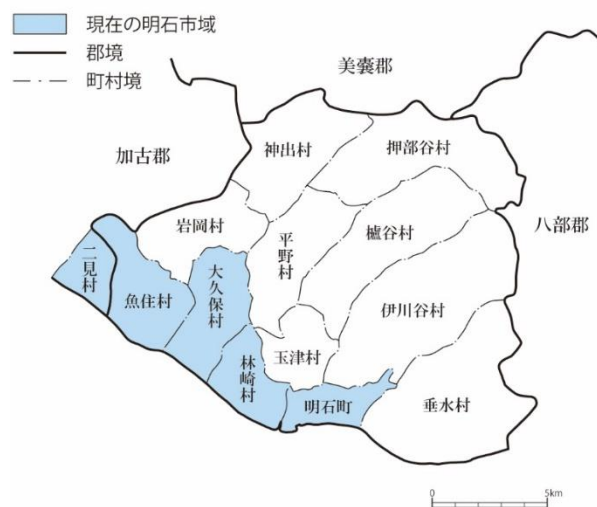 現在の明石市域
郡境
町村境
美嚢郡
加古郡
八部郡
神出村
押部谷村
岩岡村
平野村
櫨谷村
二見村
魚住村
大久保村
伊川谷村
林崎村
玉津村
明石町
垂水村
0 5km